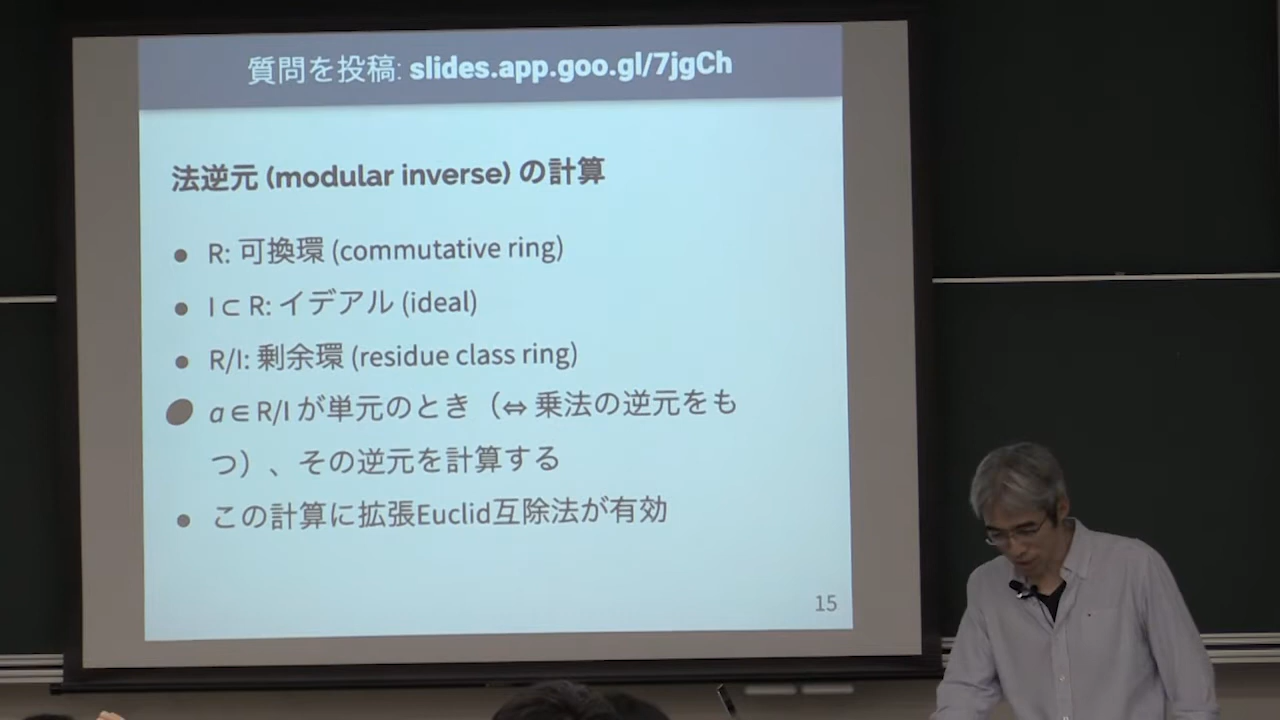 質問を投稿: slides.app.goo.gl/7jgCh
法逆元 (modular inverse) の計算
● R: 可換環 (commutative ring)
● I ⊂ R: イデアル (ideal)
● R/I: 剰余環 (residue class ring)
● a ∈ R/I が単元のとき（⇔ 乗法の逆元をも
つ）、その逆元を計算する
● この計算に拡張Euclid互除法が有効
15